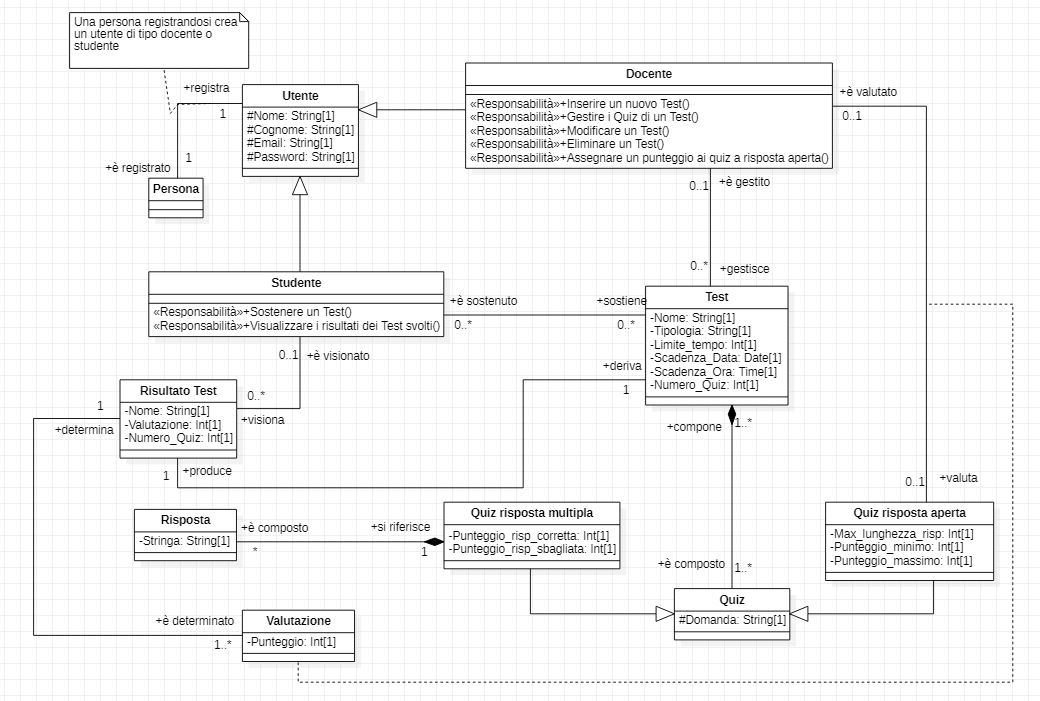 Una persona registrandosi crea
un utente di tipo docente o
studente
+registra
1
1
+è registrato
Persona
Utente
#Nome: String[1]
#Cognome: String[1]
#Email: String[1]
#Password: String[1]
Docente
«Responsabilità»+Inserire un nuovo Test()
«Responsabilità»+Gestire i Quiz di un Test()
«Responsabilità»+Modificare un Test()
«Responsabilità»+Eliminare un Test()
«Responsabilità»+Assegnare un punteggio ai quiz a risposta aperta()
+è valutato
0..1
0..1
+è gestito
0..*
+gestisce
Studente
«Responsabilità»+Sostenere un Test()
«Responsabilità»+Visualizzare i risultati dei Test svolti()
+è sostenuto
0..*
+sostiene
0..*
Test
-Nome: String[1]
-Tipologia: String[1]
-Limite_tempo: Int[1]
-Scadenza_Data: Date[1]
-Scadenza_Ora: Time[1]
-Numero_Quiz: Int[1]
0..1
+è visionato
0..*
+visiona
+deriva
1
Risultato Test
-Nome: String[1]
-Valutazione: Int[1]
-Numero_Quiz: Int[1]
1
+determina
1
+produce
+compone
1..*
0..1
+valuta
Risposta
-Stringa: String[1]
+è composto
*
+si riferisce
1
Quiz risposta multipla
-Punteggio_risp_corretta: Int[1]
-Punteggio_risp_sbagliata: Int[1]
Quiz risposta aperta
-Max_lunghezza_risp: Int[1]
-Punteggio_minimo: Int[1]
-Punteggio_massimo: Int[1]
+è composto
1..*
Quiz
#Domanda: String[1]
+è determinato
1..*
Valutazione
-Punteggio: Int[1]